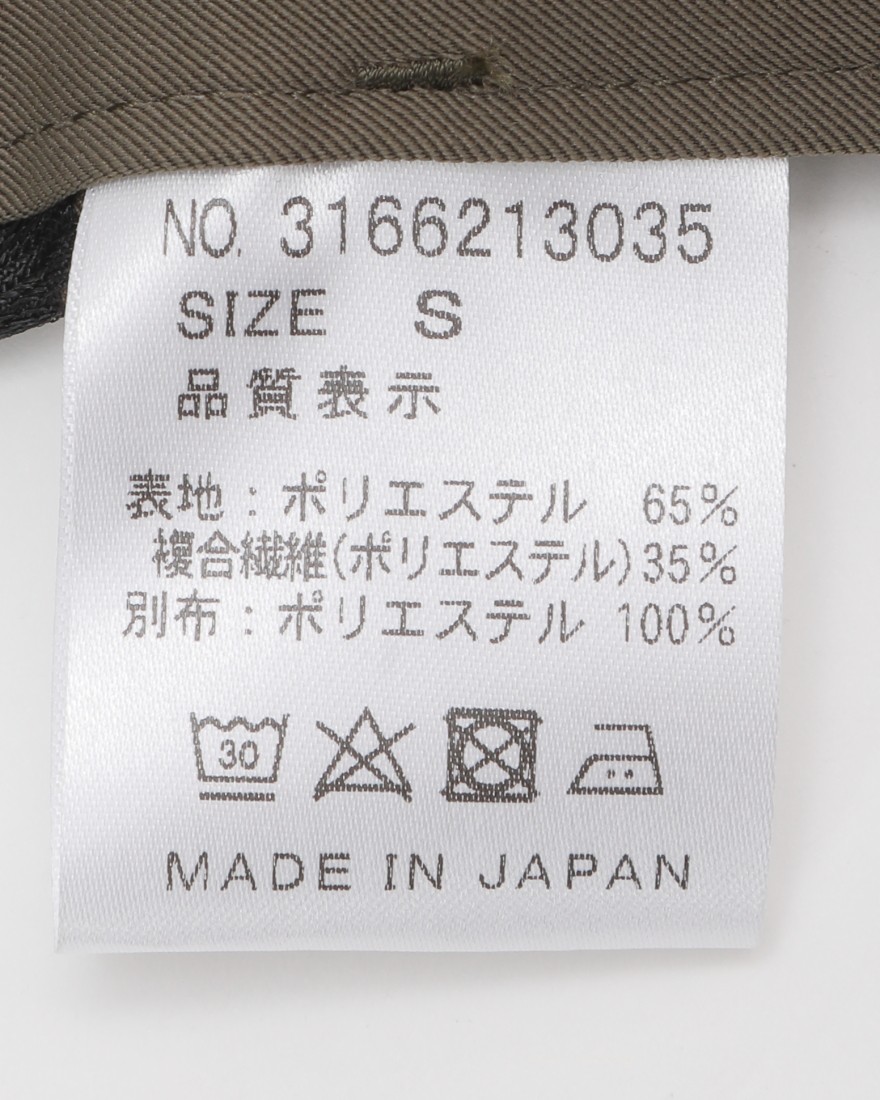 NO. 3166213035
SIZE S
品質表示
表地：ポリエステル 65%
複合繊維(ポリエステル)35%
別布：ポリエステル 100%
30
MADE IN JAPAN